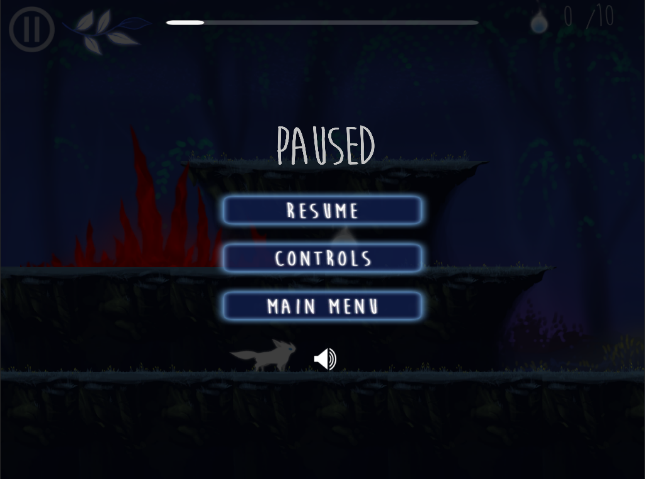 0 /10
PAUSED
RESUME
CONTROLS
MAIN MENU